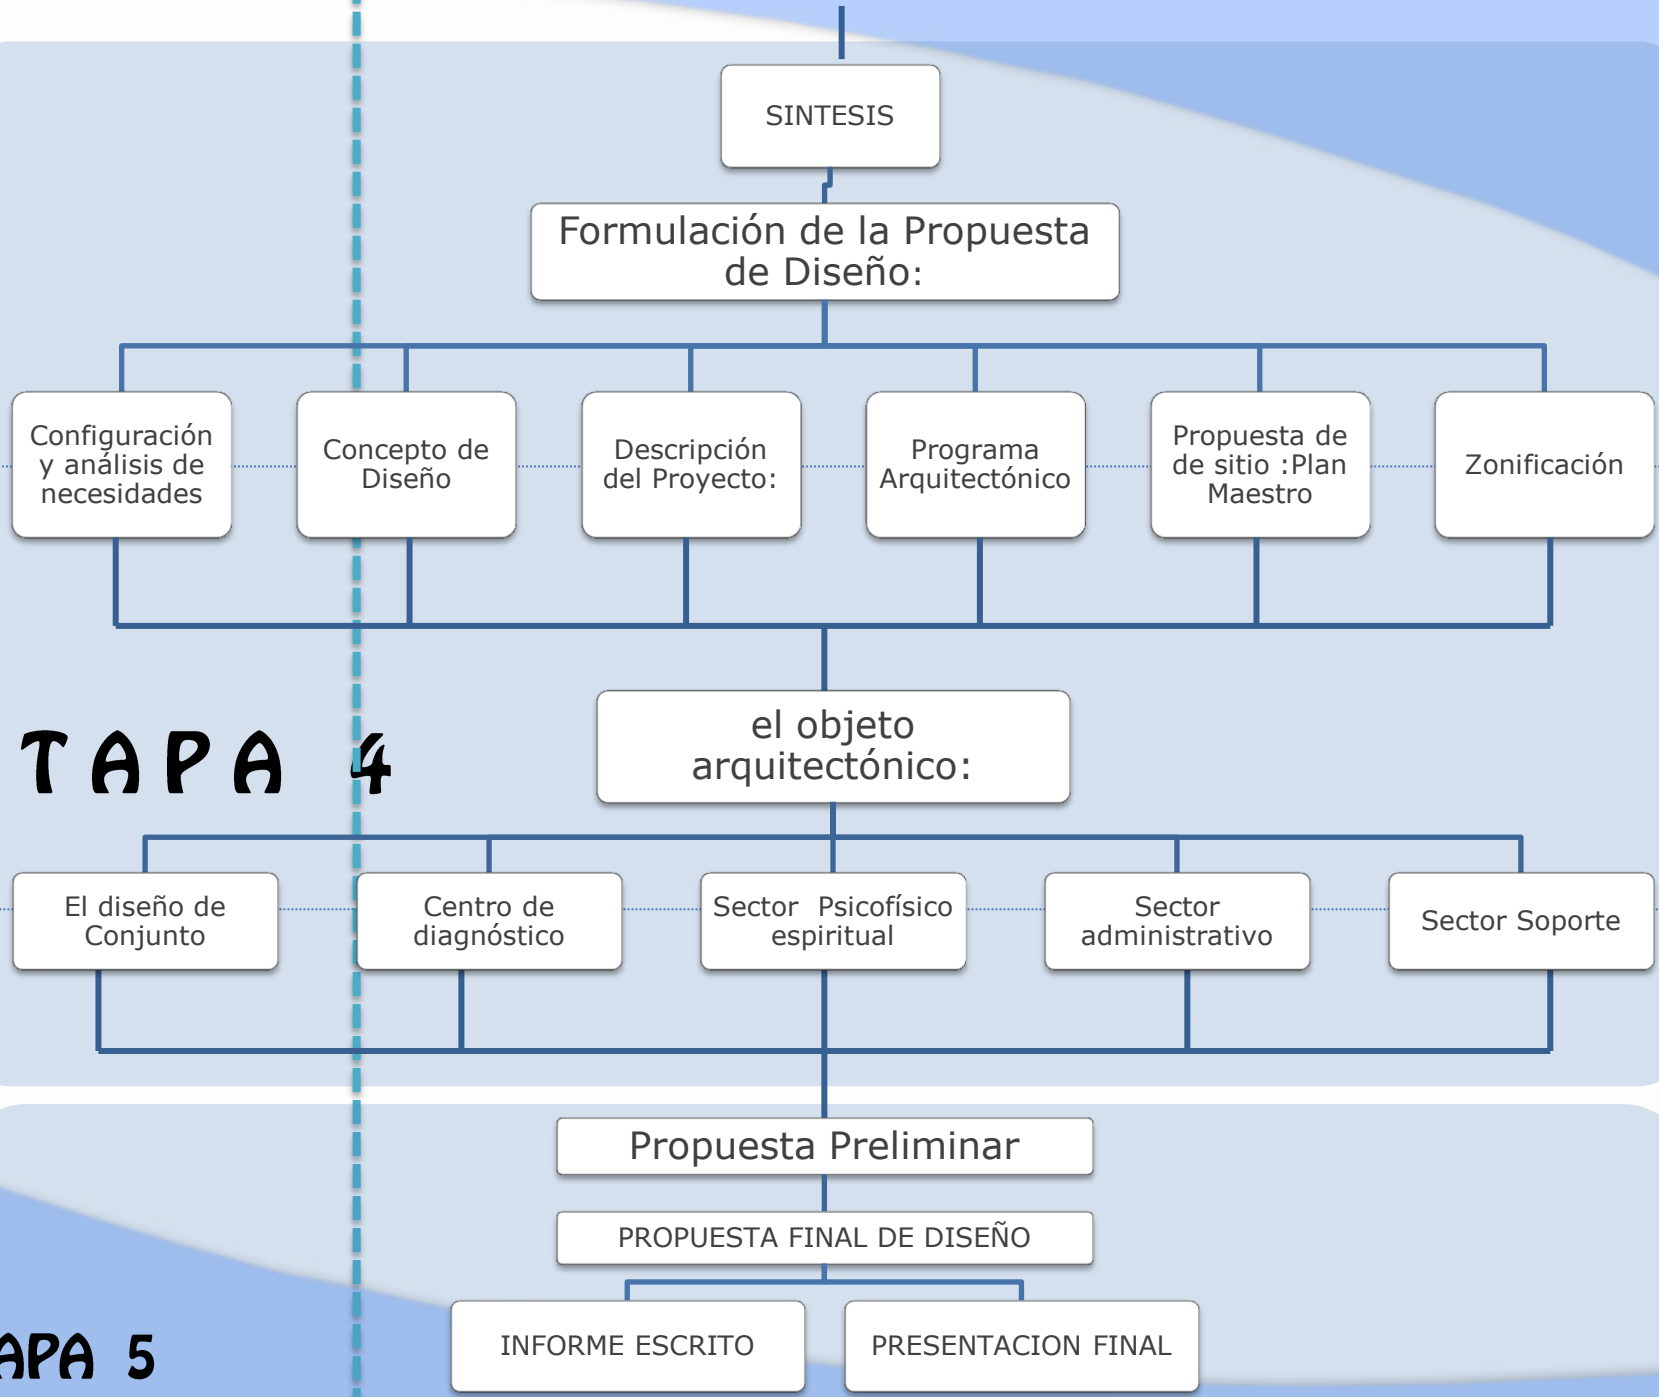 SINTESIS
Formulación de la Propuesta
de Diseño:
Configuración
y análisis de
necesidades
Concepto de
Diseño
Descripción
del Proyecto:
Programa
Arquitectónico
Propuesta de
de sitio :Plan
Maestro
Zonificación
el objeto
arquitectónico:
TAPA 4
El diseño de
Conjunto
Centro de
diagnóstico
Sector Psicofísico
espiritual
Sector
administrativo
Sector Soporte
Propuesta Preliminar
PROPUESTA FINAL DE DISEÑO
INFORME ESCRITO
PRESENTACION FINAL
APA 5